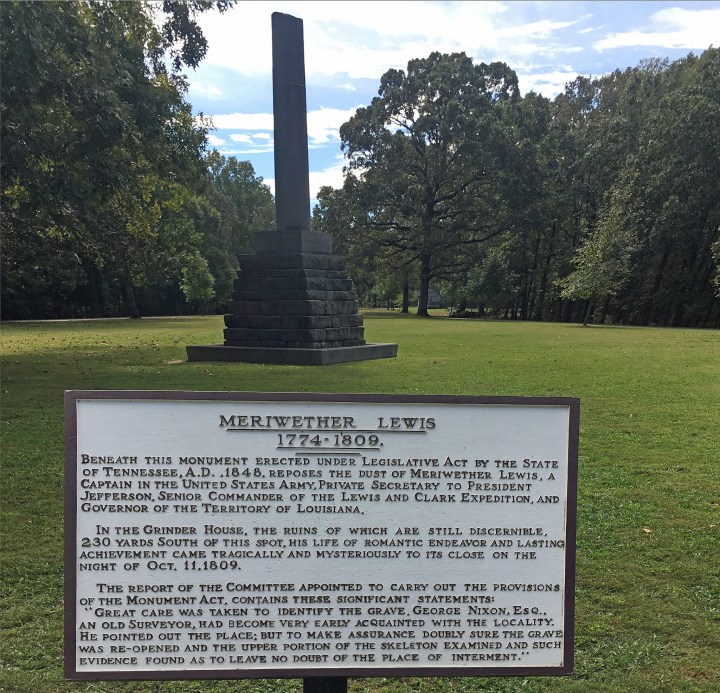 MERIWETHER LEWIS
1774-1809.
BENEATH THIS MONUMENT ERECTED UNDER LEGISLATIVE ACT BY THE STATE
OF TENNESSEE, A.D. ,1848, REPOSES THE DUST OF MERIWETHER LEWIS, A
CAPTAIN IN THE UNITED STATES ARMY, PRIVATE SECRETARY TO PRESIDENT
JEFFERSON, SENIOR COMMANDER OF THE LEWIS AND CLARK EXPEDITION, AND
GOVERNOR OF THE TERRITORY OF LOUISIANA.
IN THE GRINDER HOUSE, THE RUINS OF WHICH ARE STILL DISCERNIBLE,
230 YARDS SOUTH OF THIS SPOT, HIS LIFE OF ROMANTIC ENDEAVOR AND LASTING
ACHIEVEMENT CAME TRAGICALLY AND MYSTERIOUSLY TO ITS CLOSE ON THE
NIGHT OF OCT. 11,1809.
THE REPORT OF THE COMMITTEE APPOINTED TO CARRY OUT THE PROVISIONS
OF THE MONUMENT ACT, CONTAINS THESE SIGNIFICANT STATEMENTS:
"GREAT CARE WAS TAKEN TO IDENTIFY THE GRAVE, GEORGE NIXON, ESQ.,
AN OLD SURVEYOR, HAD BECOME VERY EARLY ACQUAINTED WITH THE LOCALITY.
HE POINTED OUT THE PLACE; BUT TO MAKE ASSURANCE DOUBLY SURE THE GRAVE
WAS RE-OPENED AND THE UPPER PORTION OF THE SKELETON EXAMINED AND SUCH
EVIDENCE FOUND AS TO LEAVE NO DOUBT OF THE PLACE OF INTERMENT."